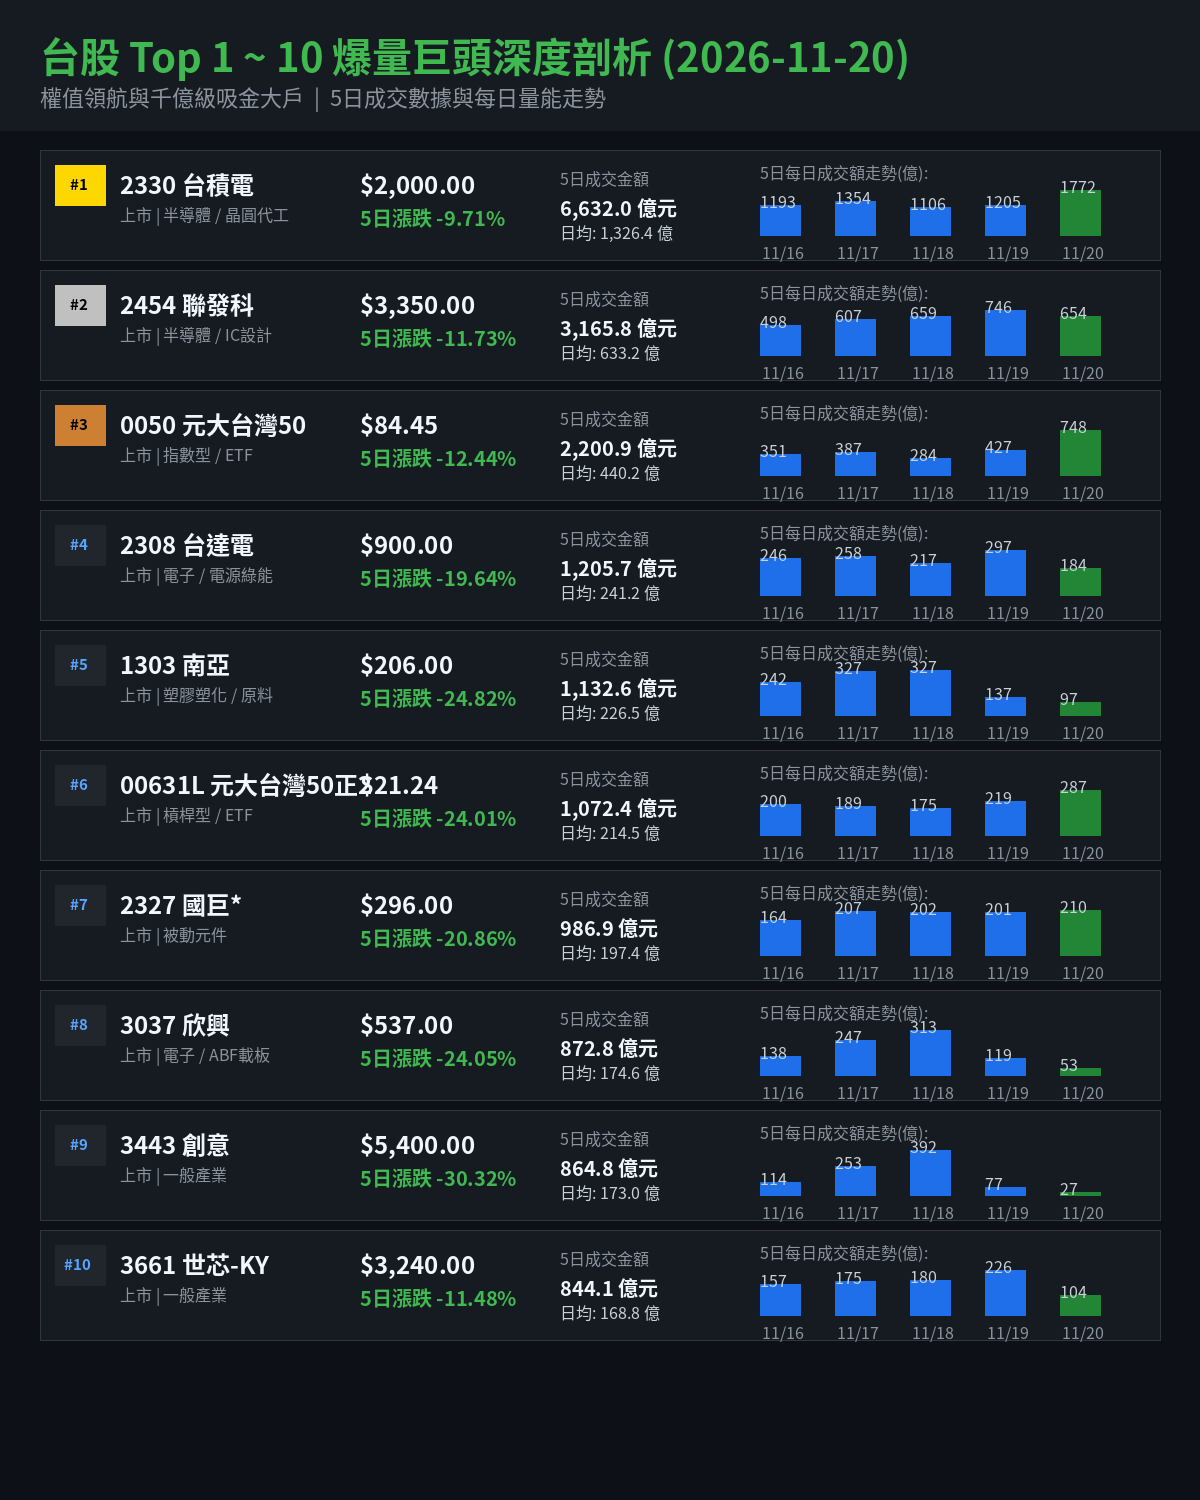 台股 Top 1 ~ 10 爆量巨頭深度剖析 (2026-11-20)
權值領航與千億級吸金大戶 | 5日成交數據與每日量能走勢
#1
2330 台積電
上市 | 半導體 / 晶圓代工
$2,000.00
5日漲跌 -9.71%
5日成交金額
6,632.0 億元
日均: 1,326.4 億
5日每日成交額走勢(億):
1193 1354 1106 1205 1772
11/16 11/17 11/18 11/19 11/20
#2
2454 聯發科
上市 | 半導體 / IC設計
$3,350.00
5日漲跌 -11.73%
5日成交金額
3,165.8 億元
日均: 633.2 億
5日每日成交額走勢(億):
498 607 659 746 654
11/16 11/17 11/18 11/19 11/20
#3
0050 元大台灣50
上市 | 指數型 / ETF
$84.45
5日漲跌 -12.44%
5日成交金額
2,200.9 億元
日均: 440.2 億
5日每日成交額走勢(億):
351 387 284 427 748
11/16 11/17 11/18 11/19 11/20
#4
2308 台達電
上市 | 電子 / 電源綠能
$900.00
5日漲跌 -19.64%
5日成交金額
1,205.7 億元
日均: 241.2 億
5日每日成交額走勢(億):
246 258 217 297 184
11/16 11/17 11/18 11/19 11/20
#5
1303 南亞
上市 | 塑膠塑化 / 原料
$206.00
5日漲跌 -24.82%
5日成交金額
1,132.6 億元
日均: 226.5 億
5日每日成交額走勢(億):
242 327 327 137 97
11/16 11/17 11/18 11/19 11/20
#6
00631L 元大台灣50正2
上市 | 槓桿型 / ETF
$21.24
5日漲跌 -24.01%
5日成交金額
1,072.4 億元
日均: 214.5 億
5日每日成交額走勢(億):
200 189 175 219 287
11/16 11/17 11/18 11/19 11/20
#7
2327 國巨*
上市 | 被動元件
$296.00
5日漲跌 -20.86%
5日成交金額
986.9 億元
日均: 197.4 億
5日每日成交額走勢(億):
164 207 202 201 210
11/16 11/17 11/18 11/19 11/20
#8
3037 欣興
上市 | 電子 / ABF載板
$537.00
5日漲跌 -24.05%
5日成交金額
872.8 億元
日均: 174.6 億
5日每日成交額走勢(億):
138 247 313 119 53
11/16 11/17 11/18 11/19 11/20
#9
3443 創意
上市 | 一般產業
$5,400.00
5日漲跌 -30.32%
5日成交金額
864.8 億元
日均: 173.0 億
5日每日成交額走勢(億):
114 253 392 77 27
11/16 11/17 11/18 11/19 11/20
#10
3661 世芯-KY
上市 | 一般產業
$3,240.00
5日漲跌 -11.48%
5日成交金額
844.1 億元
日均: 168.8 億
5日每日成交額走勢(億):
157 175 180 226 104
11/16 11/17 11/18 11/19 11/20